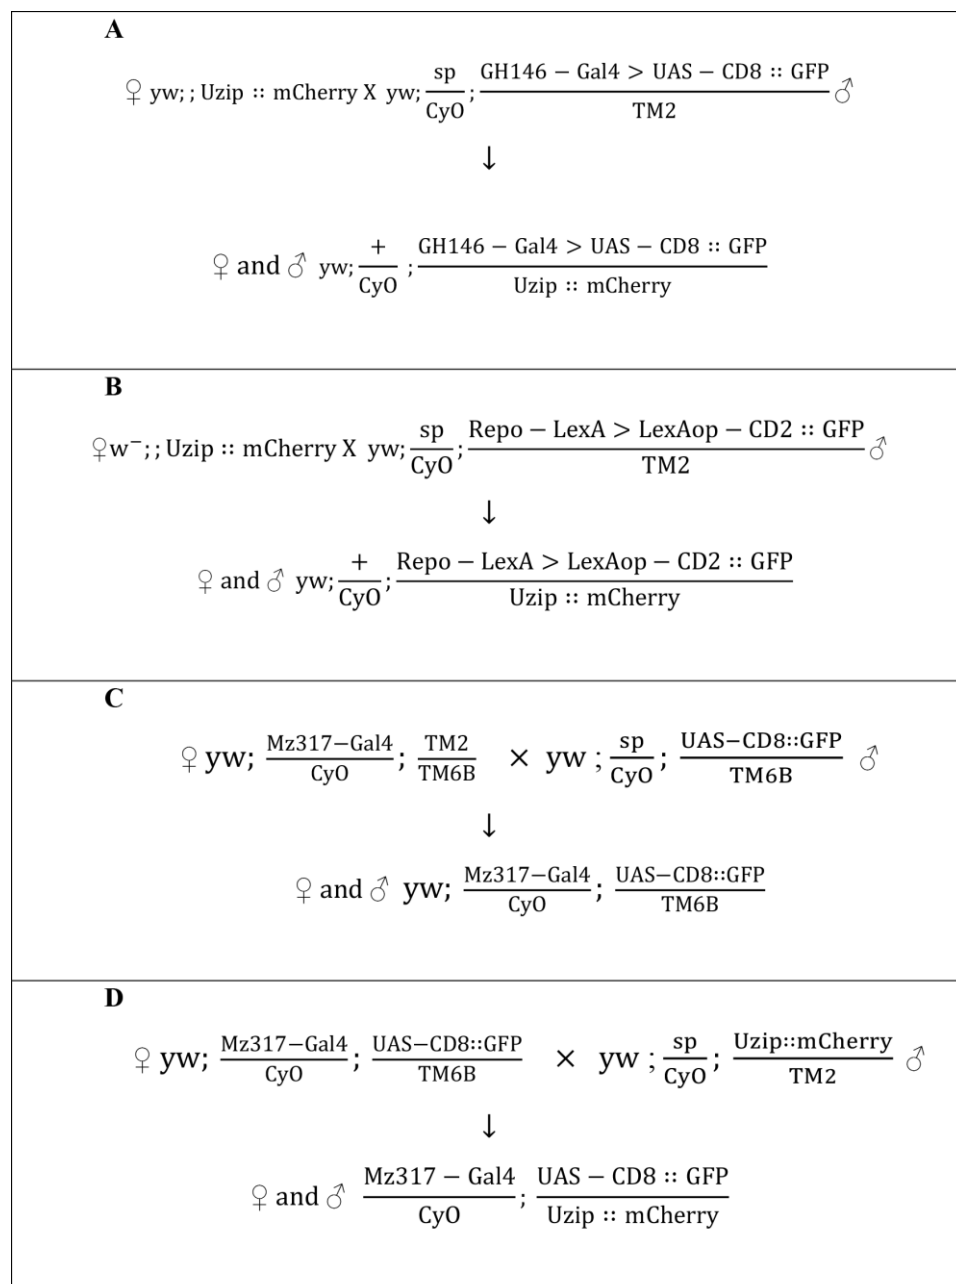 A
♀ yw; ; Uzip :: mCherry X yw; sp/CyO; GH146 − Gal4 > UAS − CD8 :: GFP/TM2 ♂
↓
♀ and ♂ yw; +/CyO ; GH146 − Gal4 > UAS − CD8 :: GFP/Uzip :: mCherry
B
♀w⁻; ; Uzip :: mCherry X yw; sp/CyO; Repo − LexA > LexAop − CD2 :: GFP/TM2 ♂
↓
♀ and ♂ yw; +/CyO; Repo − LexA > LexAop − CD2 :: GFP/Uzip :: mCherry
C
♀ yw; Mz317−Gal4/CyO; TM2/TM6B × yw ; sp/CyO; UAS−CD8::GFP/TM6B ♂
↓
♀ and ♂ yw; Mz317−Gal4/CyO; UAS−CD8::GFP/TM6B
D
♀ yw; Mz317−Gal4/CyO; UAS−CD8::GFP/TM6B × yw ; sp/CyO; Uzip::mCherry/TM2 ♂
↓
♀ and ♂ Mz317 − Gal4/CyO; UAS − CD8 :: GFP/Uzip :: mCherry